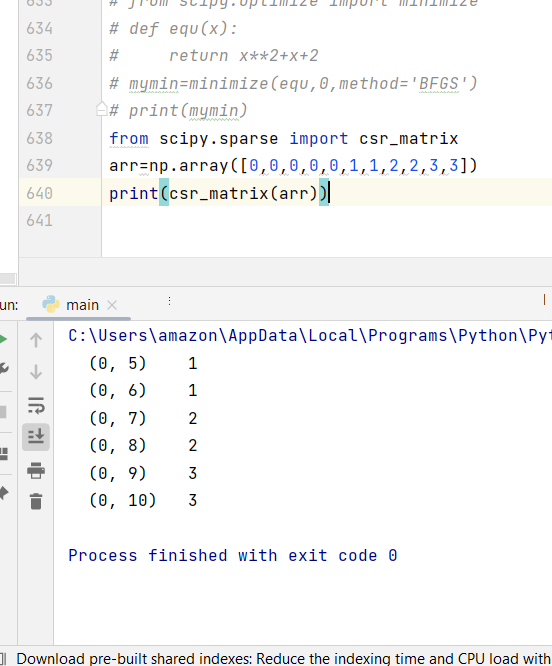 633 # from scipy.optimize import minimize
634 # def equ(x):
635 #     return x**2+x+2
636 # mymin=minimize(equ,0,method='BFGS')
637 # print(mymin)
638 from scipy.sparse import csr_matrix
639 arr=np.array([0,0,0,0,0,1,1,2,2,3,3])
640 print(csr_matrix(arr))
641
un: main
C:\Users\amazon\AppData\Local\Programs\Python\Pyt
(0, 5) 1
(0, 6) 1
(0, 7) 2
(0, 8) 2
(0, 9) 3
(0, 10) 3
Process finished with exit code 0
Download pre-built shared indexes: Reduce the indexing time and CPU load with